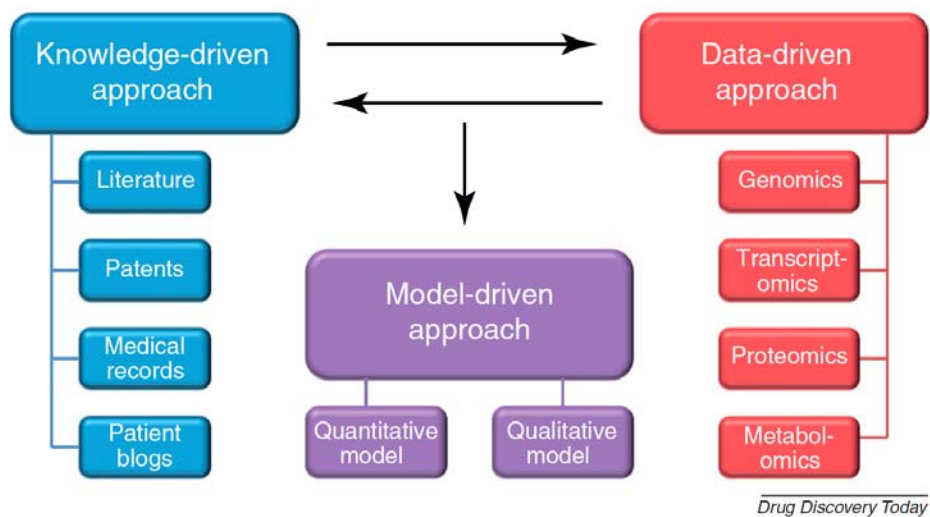 Knowledge-driven
approach
Literature
Patents
Medical
records
Patient
blogs
Data-driven
approach
Genomics
Transcript-
omics
Proteomics
Metabol-
omics
Model-driven
approach
Quantitative
model
Qualitative
model
Drug Discovery Today